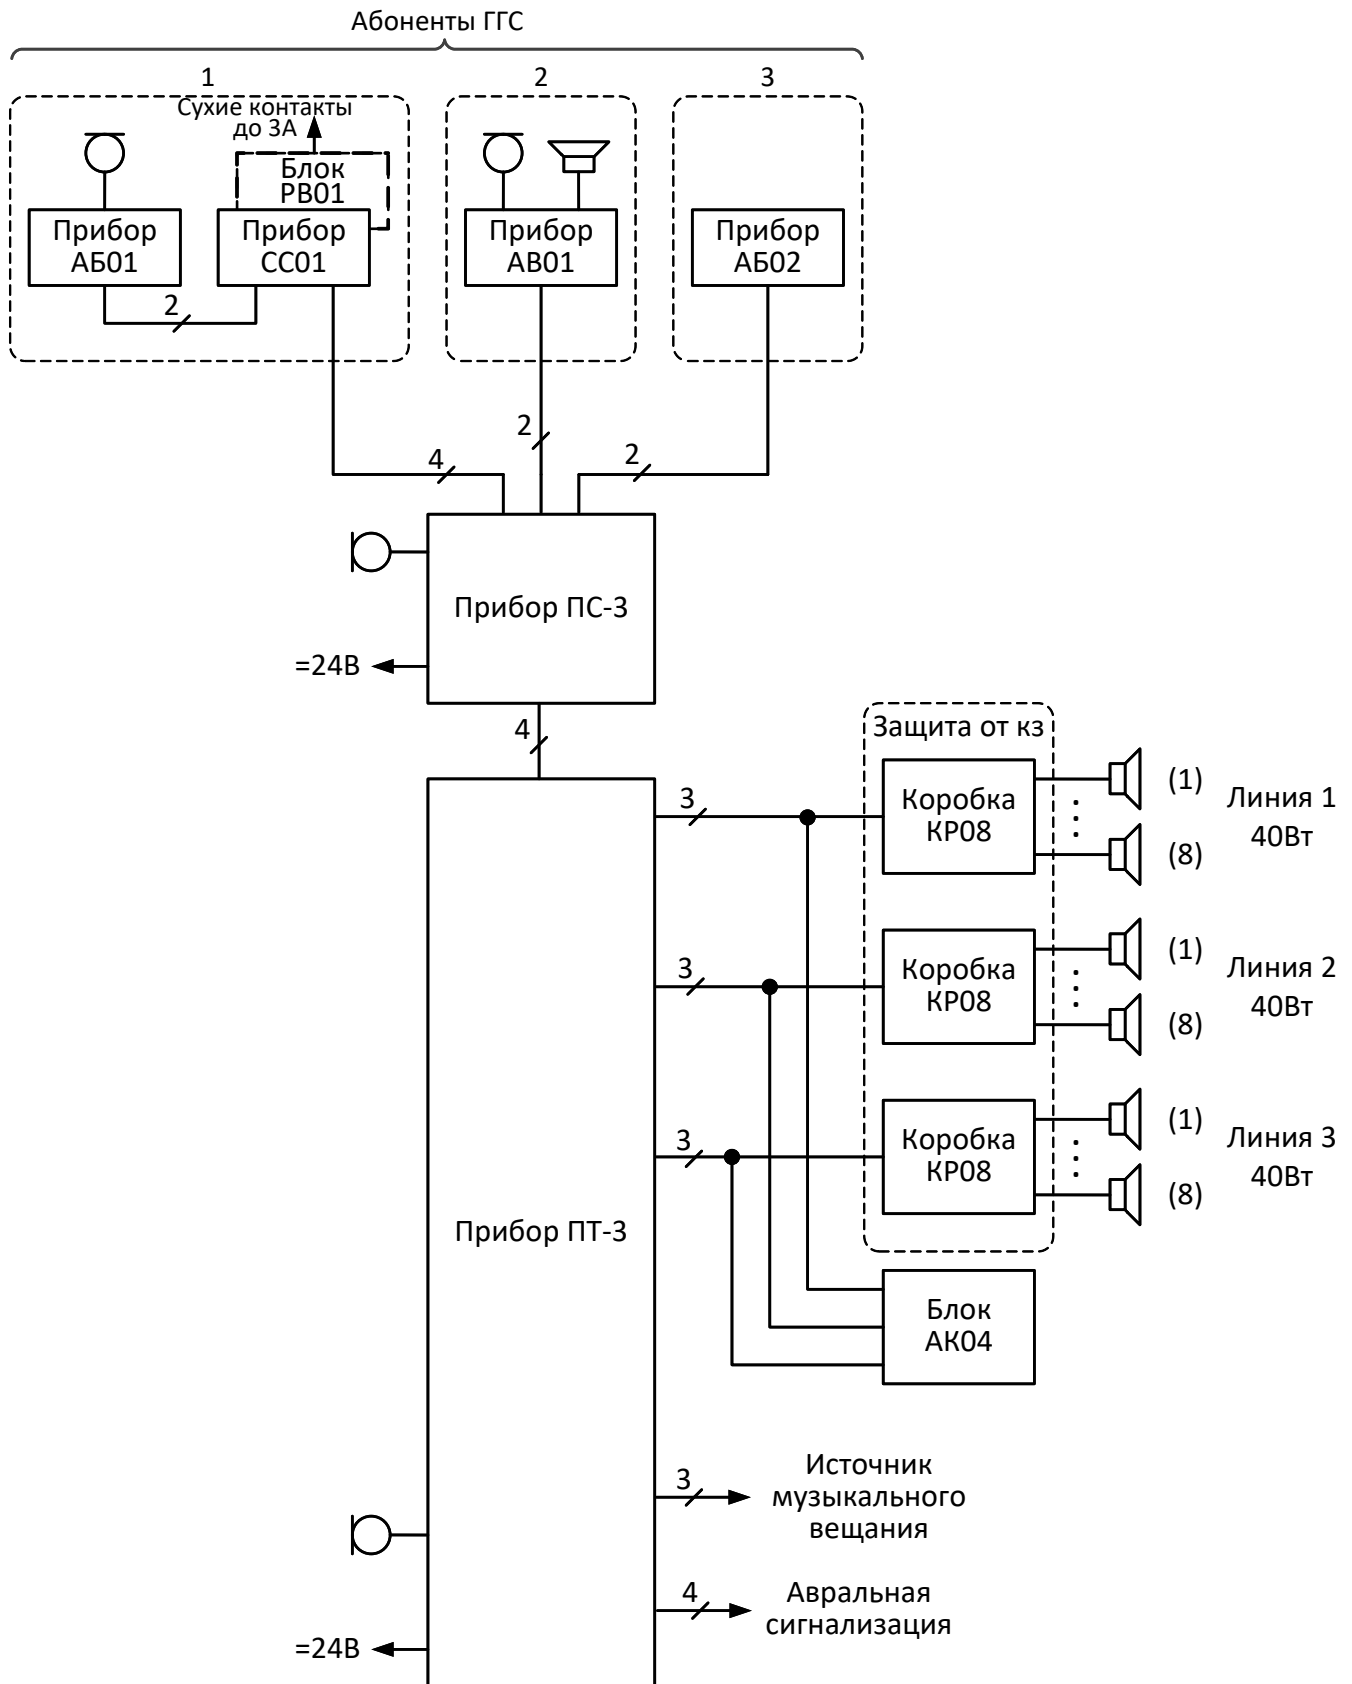 Абоненты ГГС
1
2
3
Сухие контакты
до 3А
Блок
РВ01
Прибор
АБ01
Прибор
СС01
Прибор
АВ01
Прибор
АБ02
2
2
4
2
Прибор ПС-3
=24В
4
Защита от кз
3
Коробка
КР08
(1)
(8)
Линия 1
40Вт
3
Коробка
КР08
(1)
(8)
Линия 2
40Вт
3
Коробка
КР08
(1)
(8)
Линия 3
40Вт
Прибор ПТ-3
Блок
АК04
3
Источник
музыкального
вещания
4
Авральная
сигнализация
=24В